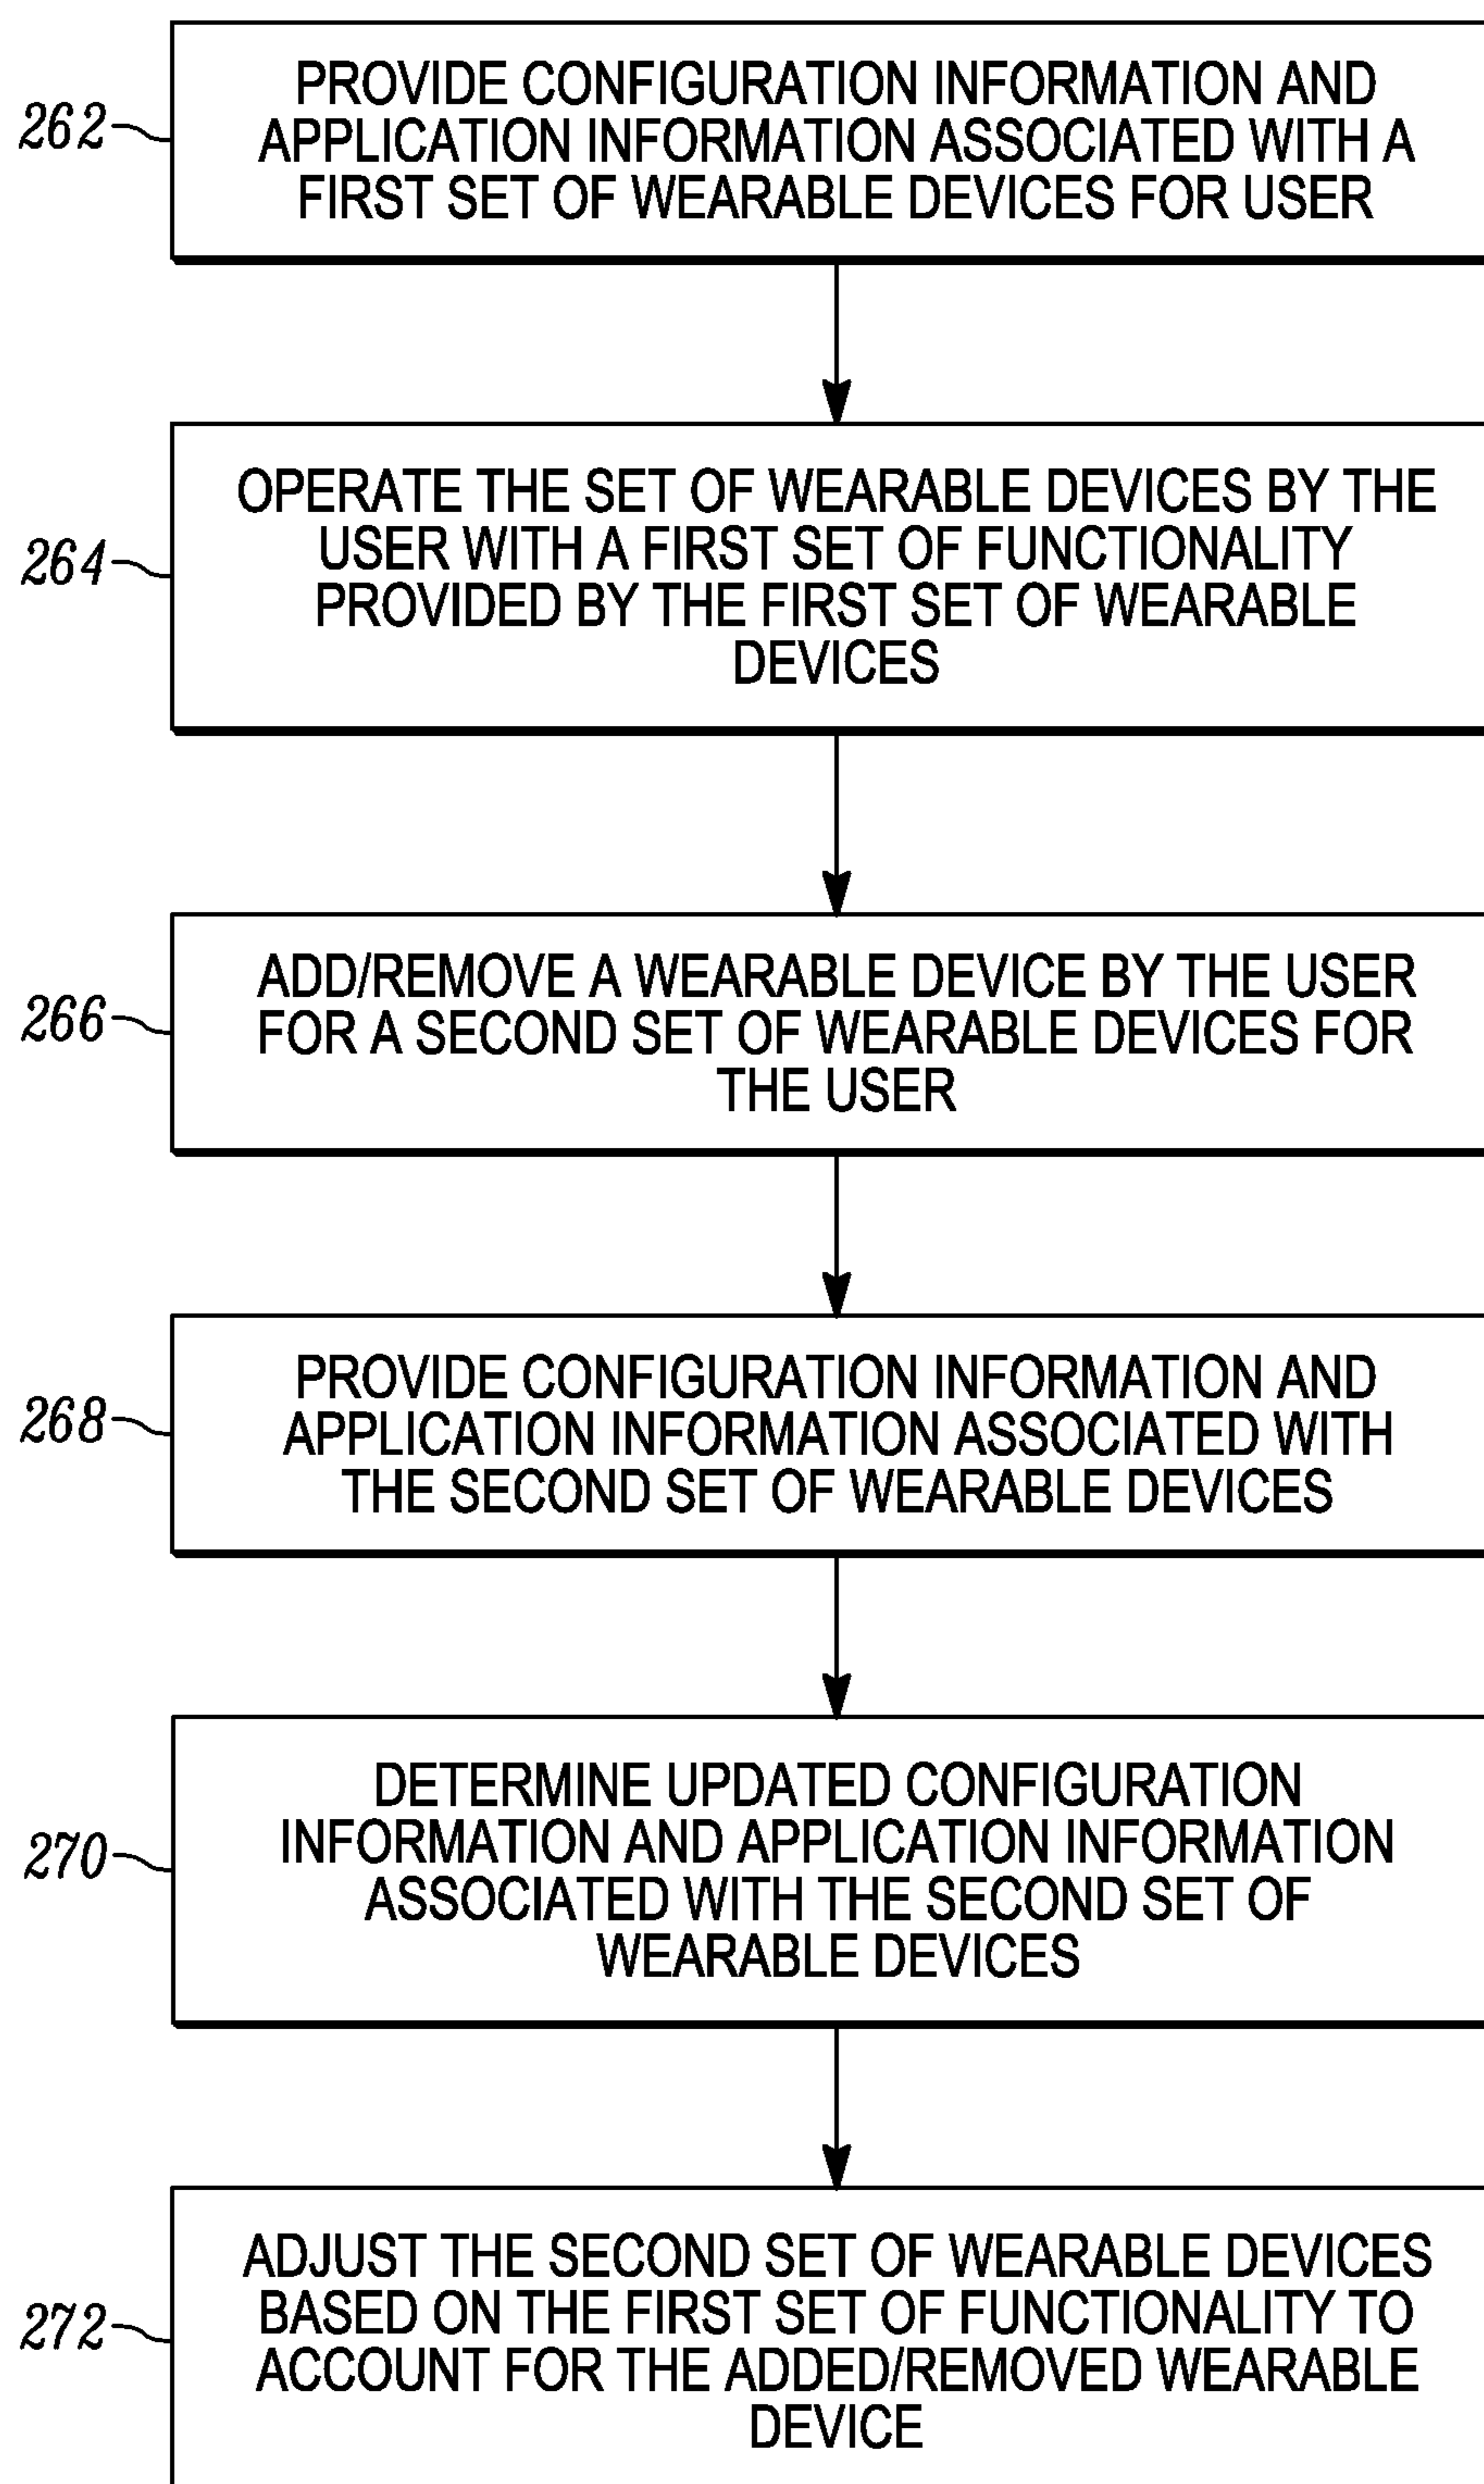 262
PROVIDE CONFIGURATION INFORMATION AND
APPLICATION INFORMATION ASSOCIATED WITH A
FIRST SET OF WEARABLE DEVICES FOR USER
264
OPERATE THE SET OF WEARABLE DEVICES BY THE
USER WITH A FIRST SET OF FUNCTIONALITY
PROVIDED BY THE FIRST SET OF WEARABLE
DEVICES
266
ADD/REMOVE A WEARABLE DEVICE BY THE USER
FOR A SECOND SET OF WEARABLE DEVICES FOR
THE USER
268
PROVIDE CONFIGURATION INFORMATION AND
APPLICATION INFORMATION ASSOCIATED WITH
THE SECOND SET OF WEARABLE DEVICES
270
DETERMINE UPDATED CONFIGURATION
INFORMATION AND APPLICATION INFORMATION
ASSOCIATED WITH THE SECOND SET OF
WEARABLE DEVICES
272
ADJUST THE SECOND SET OF WEARABLE DEVICES
BASED ON THE FIRST SET OF FUNCTIONALITY TO
ACCOUNT FOR THE ADDED/REMOVED WEARABLE
DEVICE